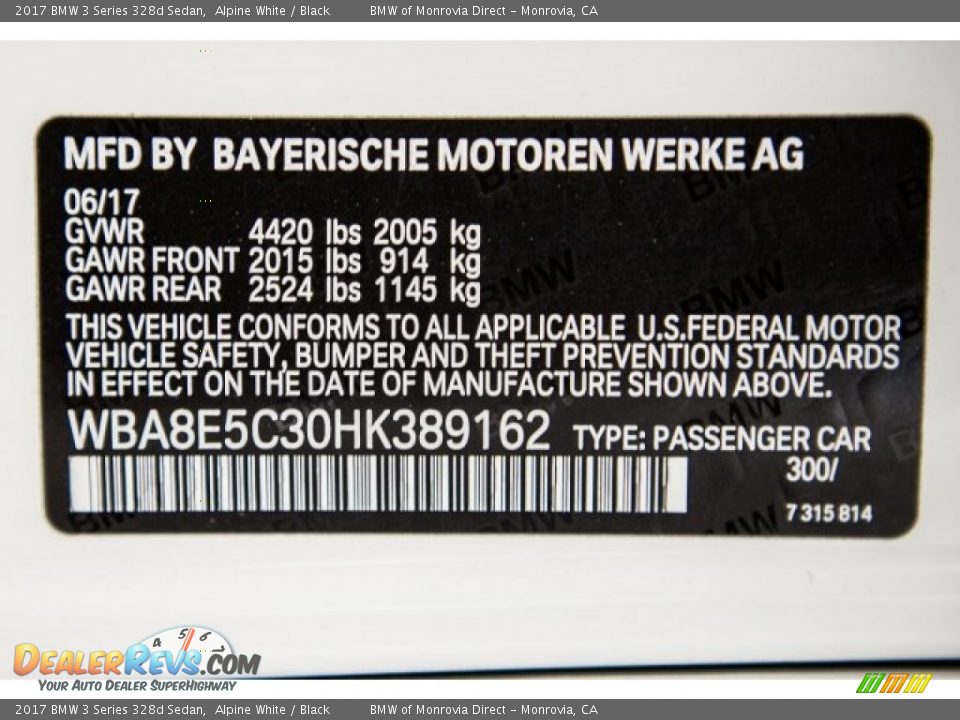 2017 BMW 3 Series 328d Sedan, Alpine White / Black BMW of Monrovia Direct - Monrovia, CA
MFD BY BAYERISCHE MOTOREN WERKE AG
06/17
GVWR 4420 lbs 2005 kg
GAWR FRONT 2015 lbs 914 kg
GAWR REAR 2524 lbs 1145 kg
THIS VEHICLE CONFORMS TO ALL APPLICABLE U.S.FEDERAL MOTOR
VEHICLE SAFETY, BUMPER AND THEFT PREVENTION STANDARDS
IN EFFECT ON THE DATE OF MANUFACTURE SHOWN ABOVE.
WBA8E5C30HK389162 TYPE: PASSENGER CAR
300/
7 315 814
4 5 6
DEALERREVS.COM
YOUR AUTO DEALER SUPERHIGHWAY
2017 BMW 3 Series 328d Sedan, Alpine White / Black BMW of Monrovia Direct - Monrovia, CA